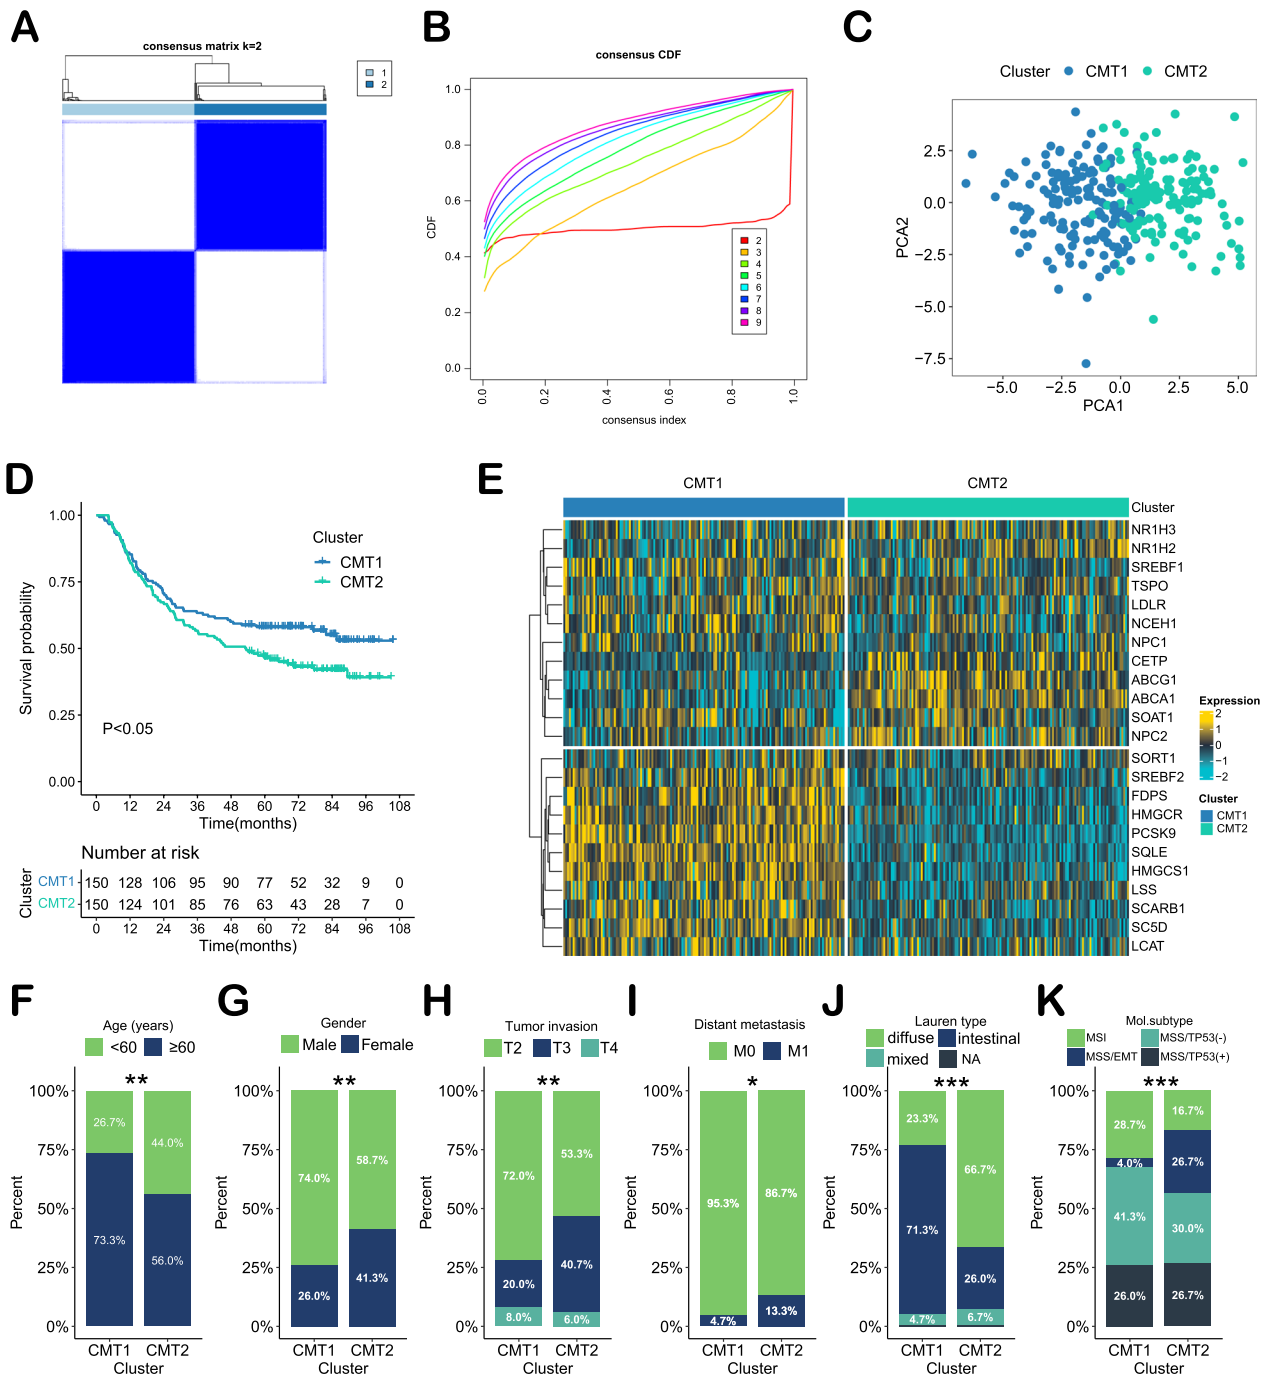 A
consensus matrix k=2
1
2
B
consensus CDF
1.0
0.8
0.6
0.4
0.2
0.0
CDF
0.0
0.2
0.4
0.6
0.8
1.0
consensus index
2
3
4
5
6
7
8
9
C
Cluster CMT1 CMT2
2.5
0.0
−2.5
−5.0
−7.5
PCA2
−5.0 −2.5 0.0 2.5 5.0
PCA1
D
1.00
0.75
0.50
0.25
0.00
Survival probability
Cluster
CMT1
CMT2
P<0.05
0 12 24 36 48 60 72 84 96 108
Time(months)
Number at risk
Cluster
CMT1 150 128 106 95 90 77 52 32 9 0
CMT2 150 124 101 85 76 63 43 28 7 0
0 12 24 36 48 60 72 84 96 108
Time(months)
E
CMT1 CMT2
Cluster
NR1H3
NR1H2
SREBF1
TSPO
LDLR
NCEH1
NPC1
CETP
ABCG1
ABCA1
SOAT1
NPC2
SORT1
SREBF2
FDPS
HMGCR
PCSK9
SQLE
HMGCS1
LSS
SCARB1
SC5D
LCAT
Expression
2
1
0
−1
−2
Cluster
CMT1
CMT2
F
Age (years)
<60 ≥60
**
100%
75%
50%
25%
0%
Percent
26.7%
73.3%
44.0%
56.0%
CMT1 CMT2
Cluster
G
Gender
Male Female
**
100%
75%
50%
25%
0%
Percent
74.0%
26.0%
58.7%
41.3%
CMT1 CMT2
Cluster
H
Tumor invasion
T2 T3 T4
**
100%
75%
50%
25%
0%
Percent
72.0%
20.0%
8.0%
53.3%
40.7%
6.0%
CMT1 CMT2
Cluster
I
Distant metastasis
M0 M1
*
100%
75%
50%
25%
0%
Percent
95.3%
4.7%
86.7%
13.3%
CMT1 CMT2
Cluster
J
Lauren type
diffuse intestinal
mixed NA
***
100%
75%
50%
25%
0%
Percent
23.3%
71.3%
4.7%
66.7%
26.0%
6.7%
CMT1 CMT2
Cluster
K
Mol.subtype
MSI MSS/TP53(-)
MSS/EMT MSS/TP53(+)
***
100%
75%
50%
25%
0%
Percent
28.7%
4.0%
41.3%
26.0%
16.7%
26.7%
30.0%
26.7%
CMT1 CMT2
Cluster